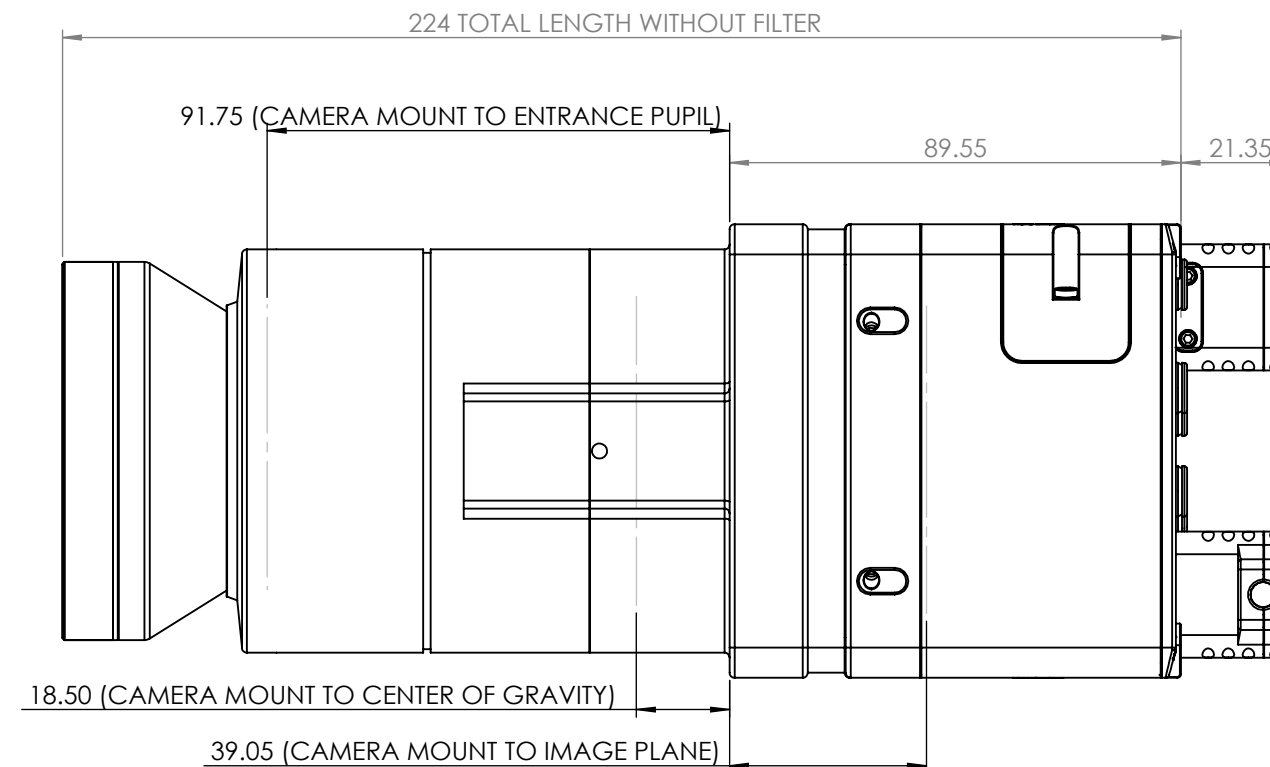 224 TOTAL LENGTH WITHOUT FILTER
91.75 (CAMERA MOUNT TO ENTRANCE PUPIL)
89.55
21.35
18.50 (CAMERA MOUNT TO CENTER OF GRAVITY)
39.05 (CAMERA MOUNT TO IMAGE PLANE)